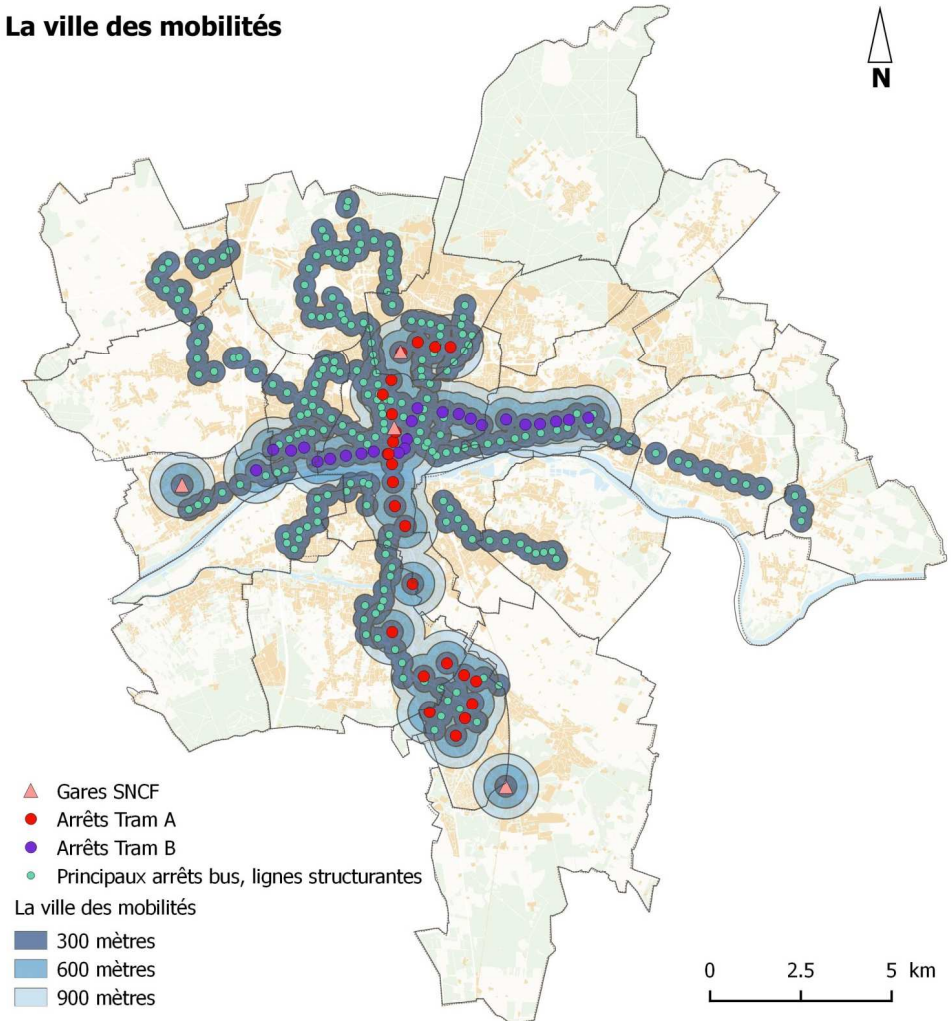 La ville des mobilités
N
Gares SNCF
Arrêts Tram A
Arrêts Tram B
Principaux arrêts bus, lignes structurantes
La ville des mobilités
300 mètres
600 mètres
900 mètres
0 2.5 5 km